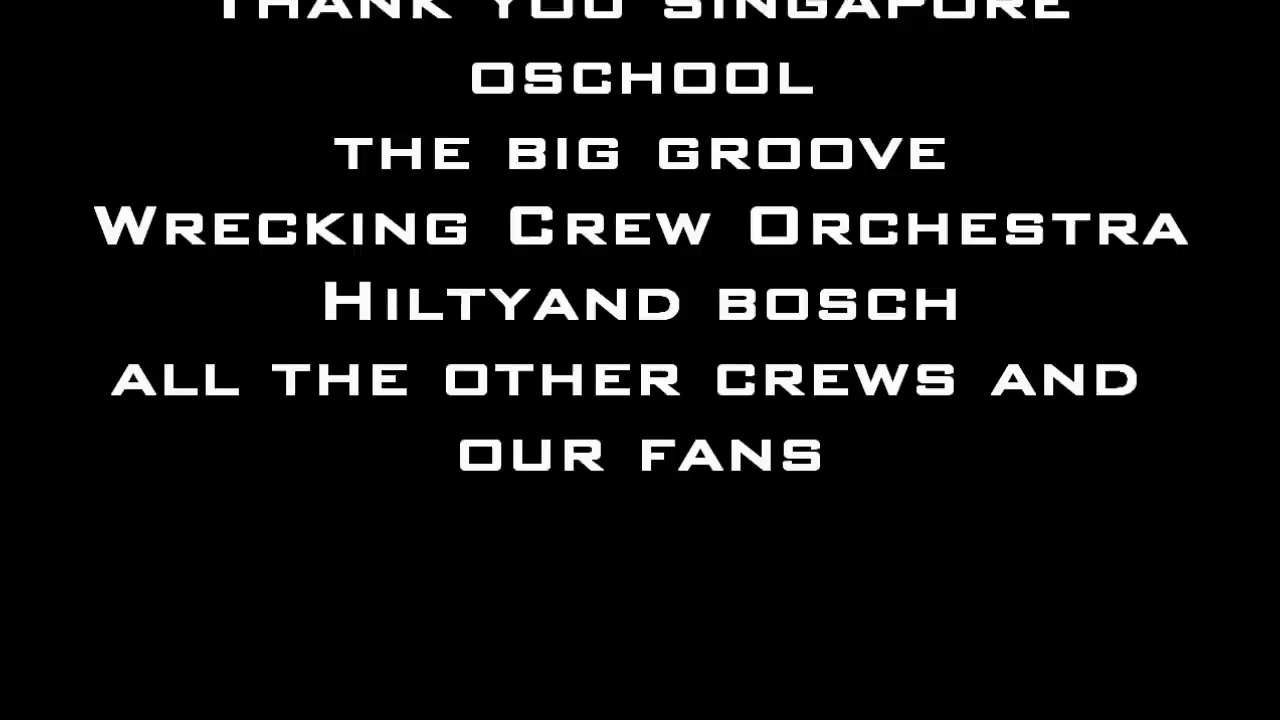 THANK YOU SINGAPORE
OSCHOOL
THE BIG GROOVE
WRECKING CREW ORCHESTRA
HILTYAND BOSCH
ALL THE OTHER CREWS AND
OUR FANS